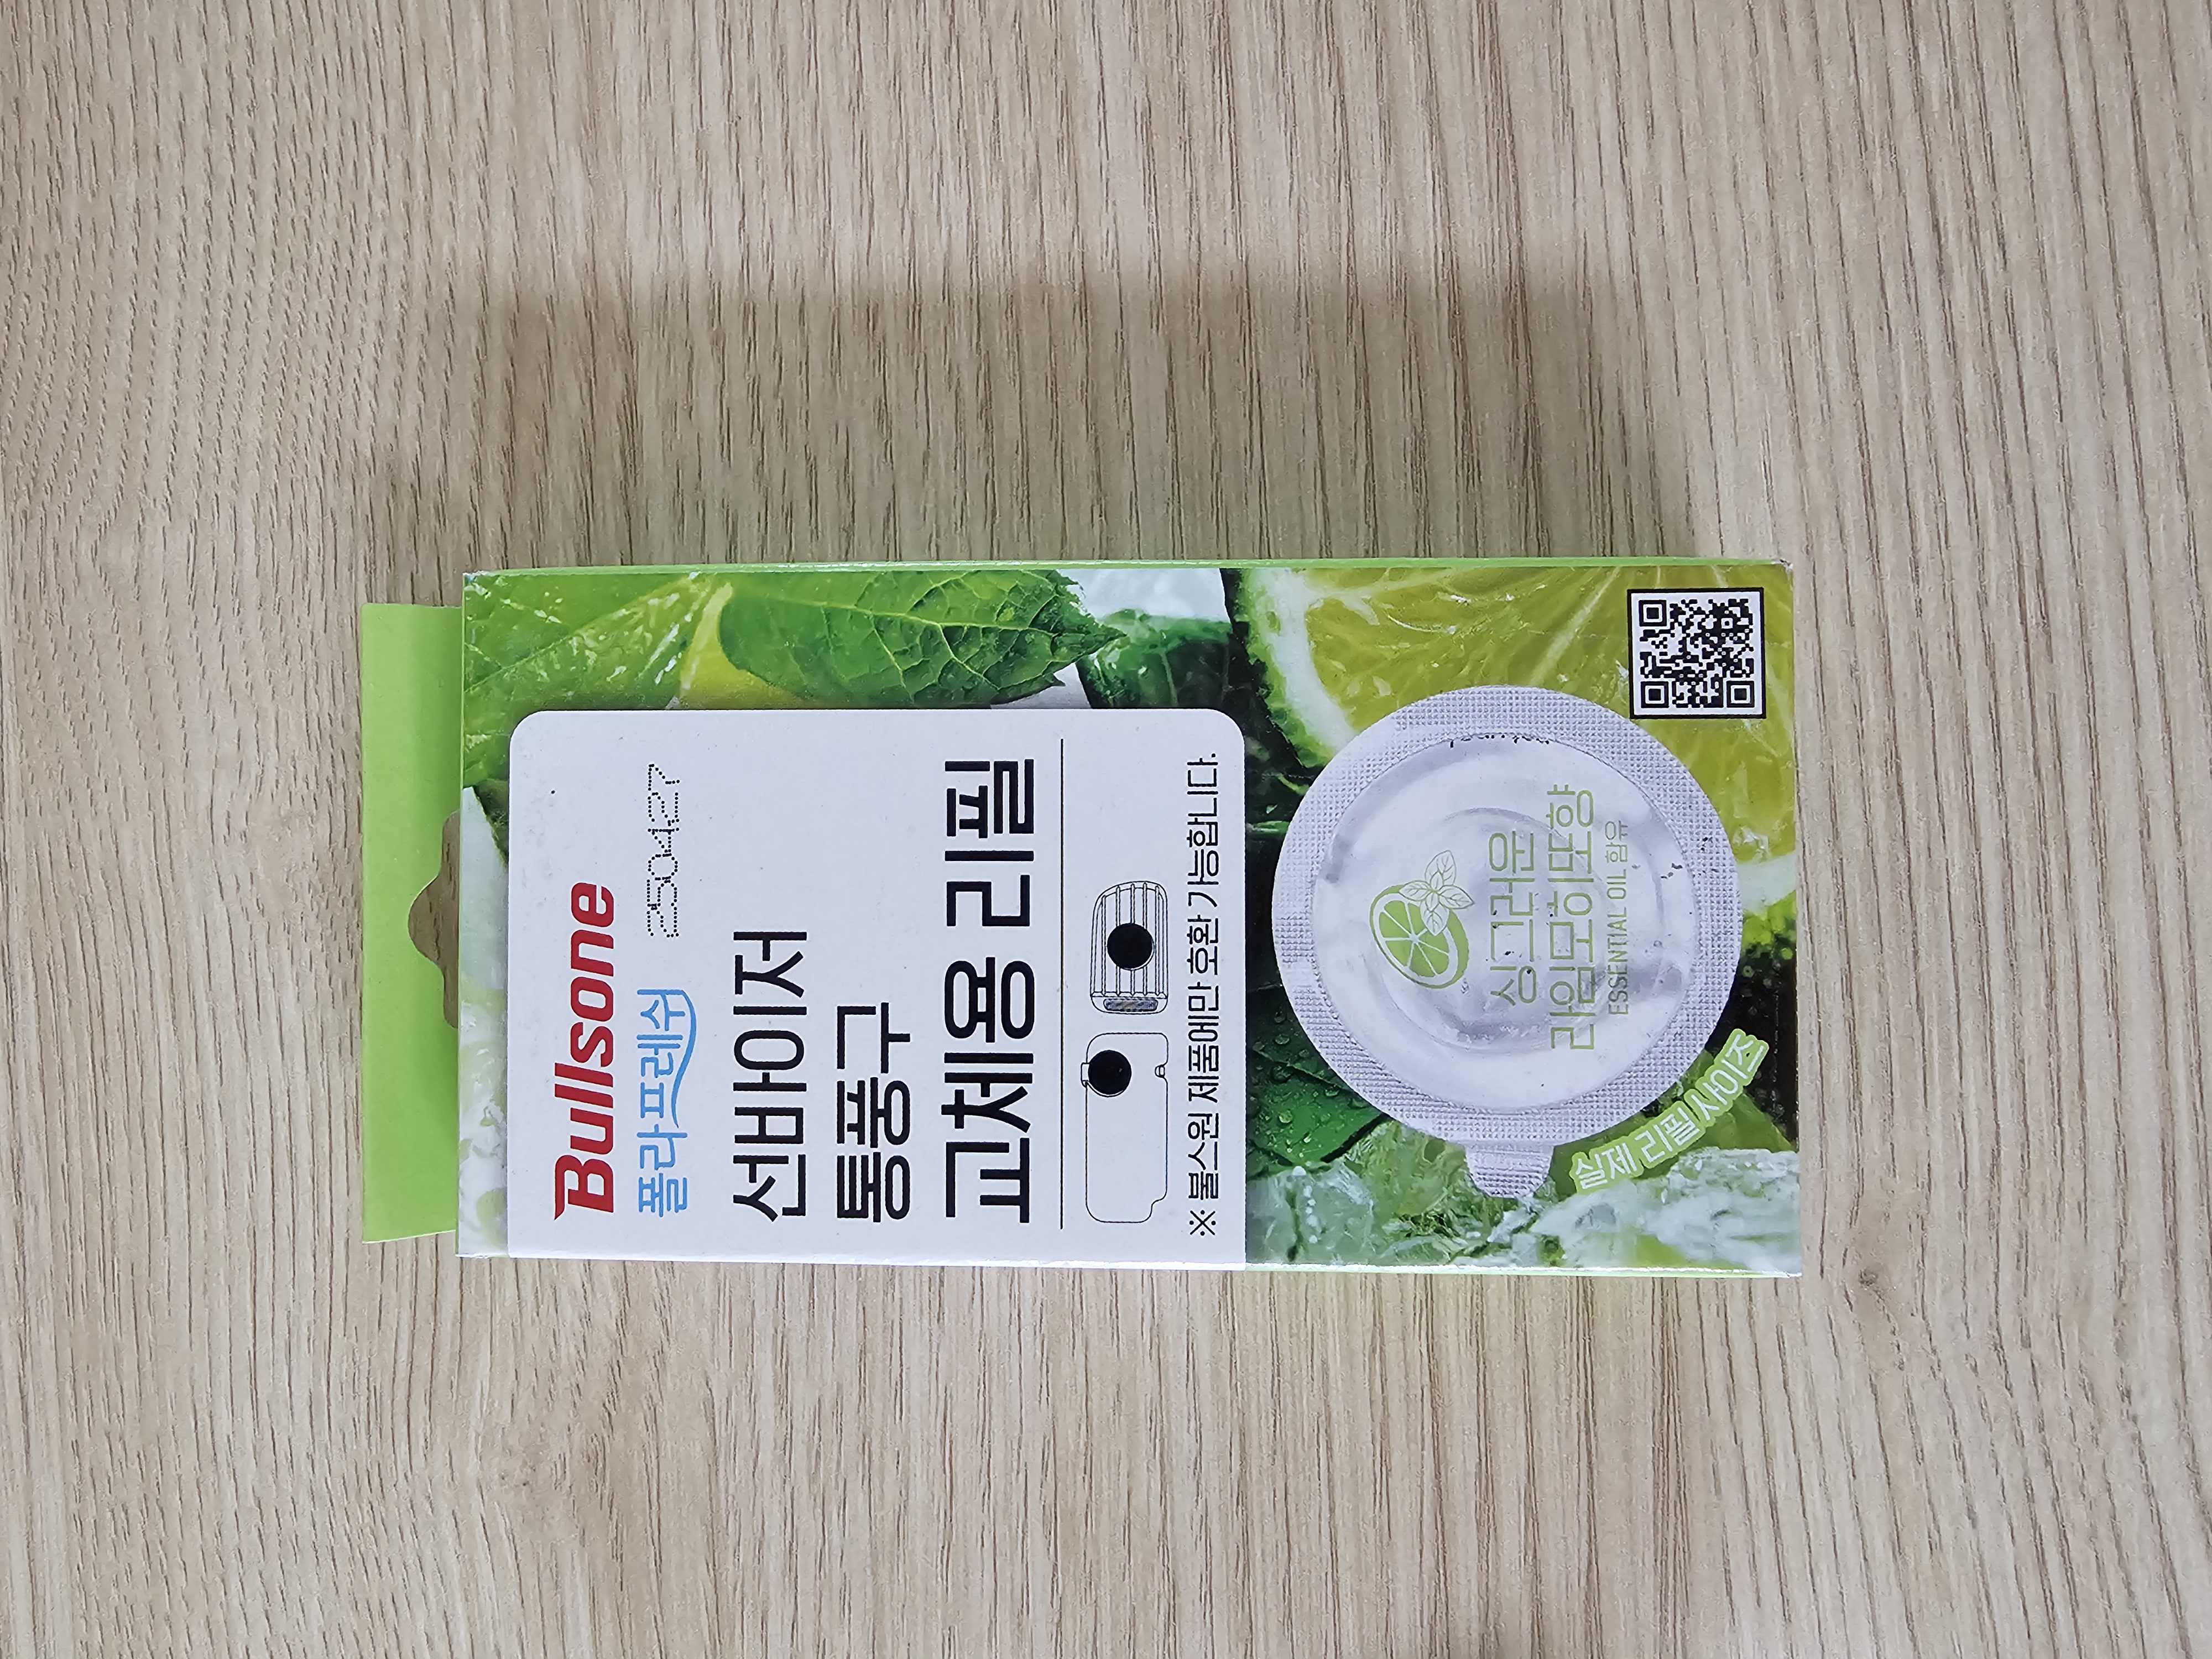 Bullsone
폴라프레쉬 250427
선바이저
통풍구
교체용 리필
※ 불스원 제품에만 호환 가능합니다.
싱그러운
라임모히또향
ESSENTIAL OIL 함유
실제 리필 사이즈